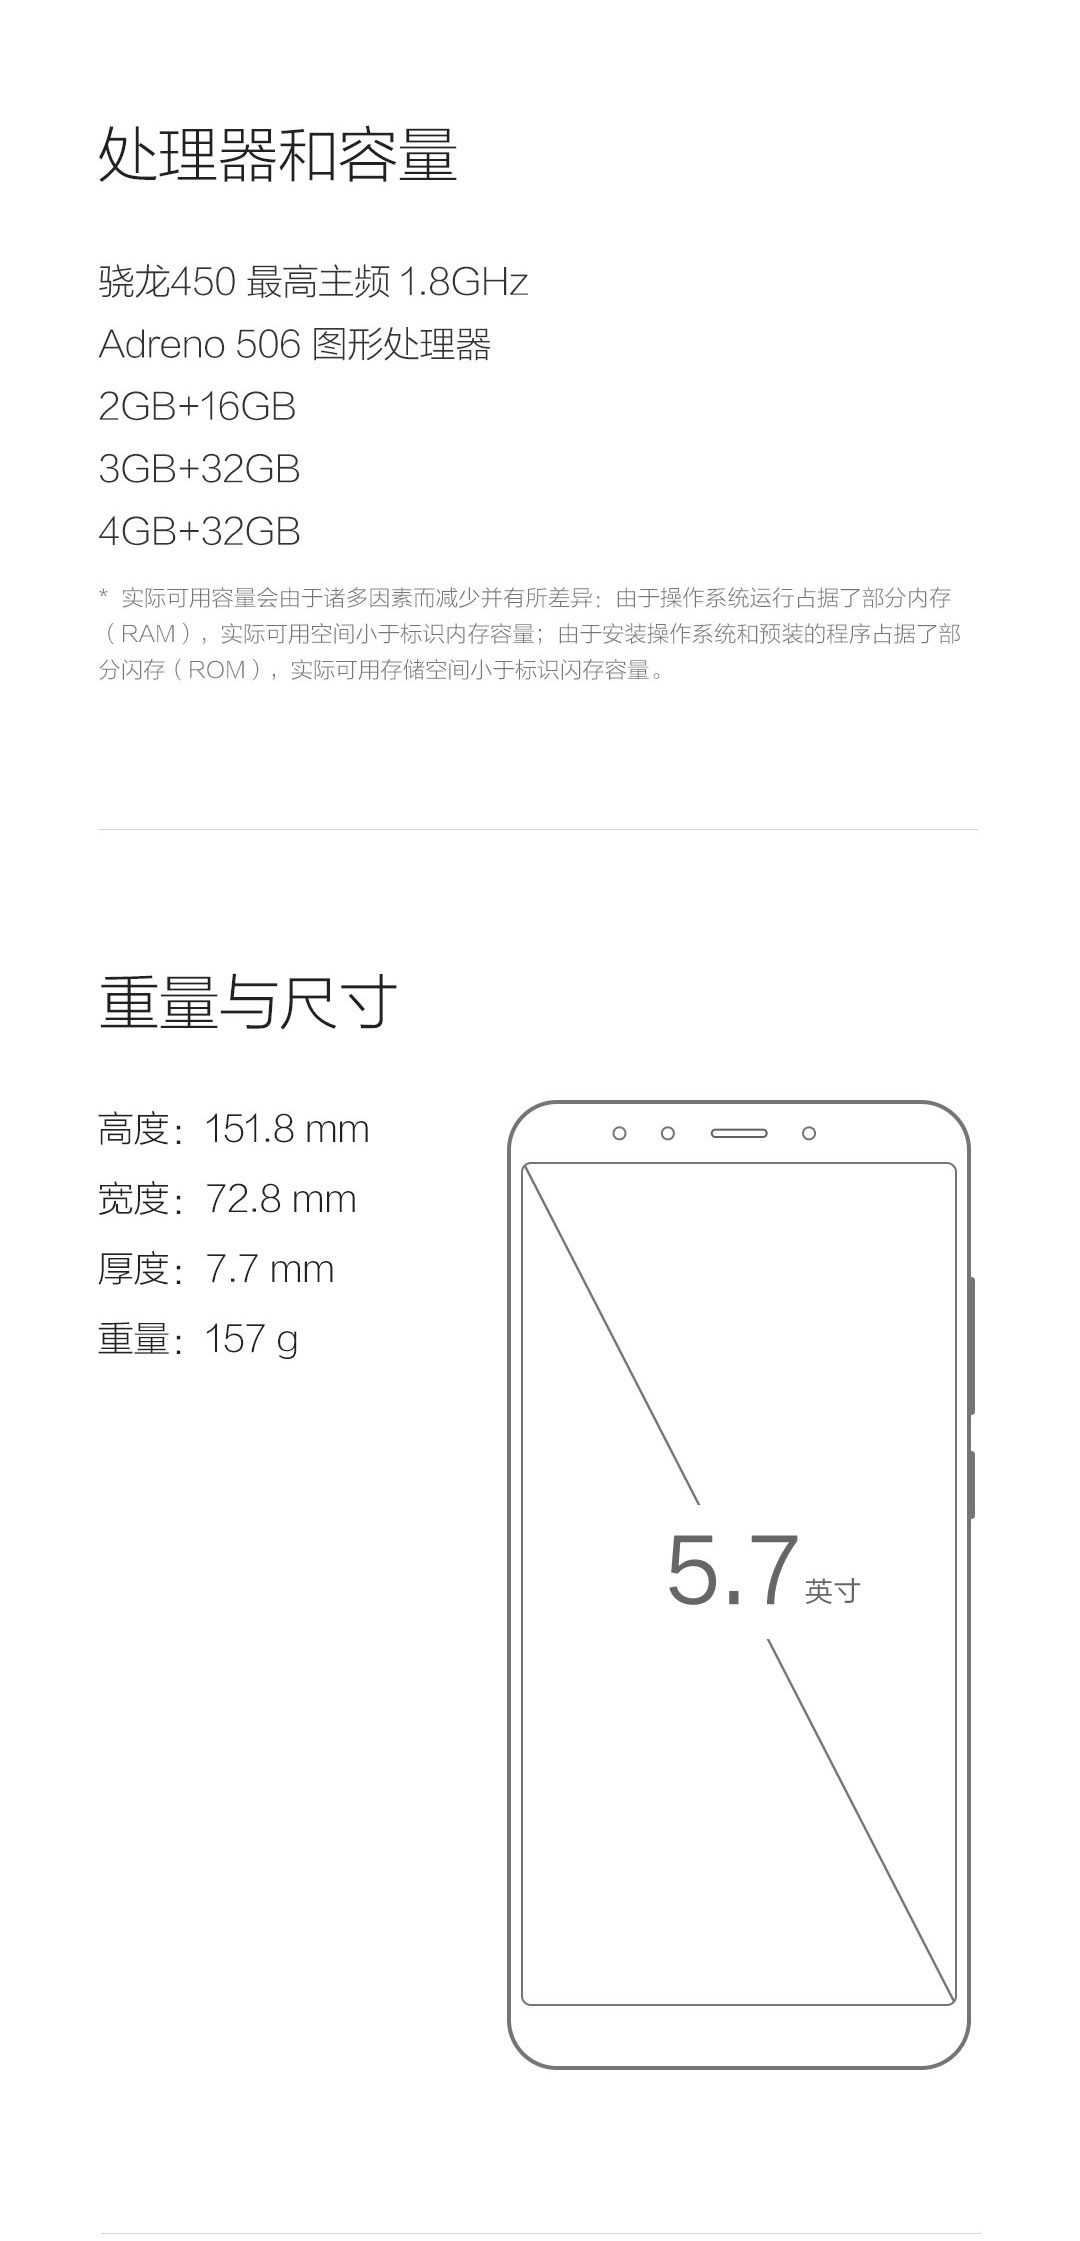 处理器和容量
骁龙450 最高主频 1.8GHz
Adreno 506 图形处理器
2GB+16GB
3GB+32GB
4GB+32GB
* 实际可用容量会由于诸多因素而减少并有所差异：由于操作系统运行占据了部分内存
（RAM），实际可用空间小于标识内存容量；由于安装操作系统和预装的程序占据了部
分闪存（ROM），实际可用存储空间小于标识闪存容量。
重量与尺寸
高度：151.8 mm
宽度：72.8 mm
厚度：7.7 mm
重量：157 g
5.7英寸